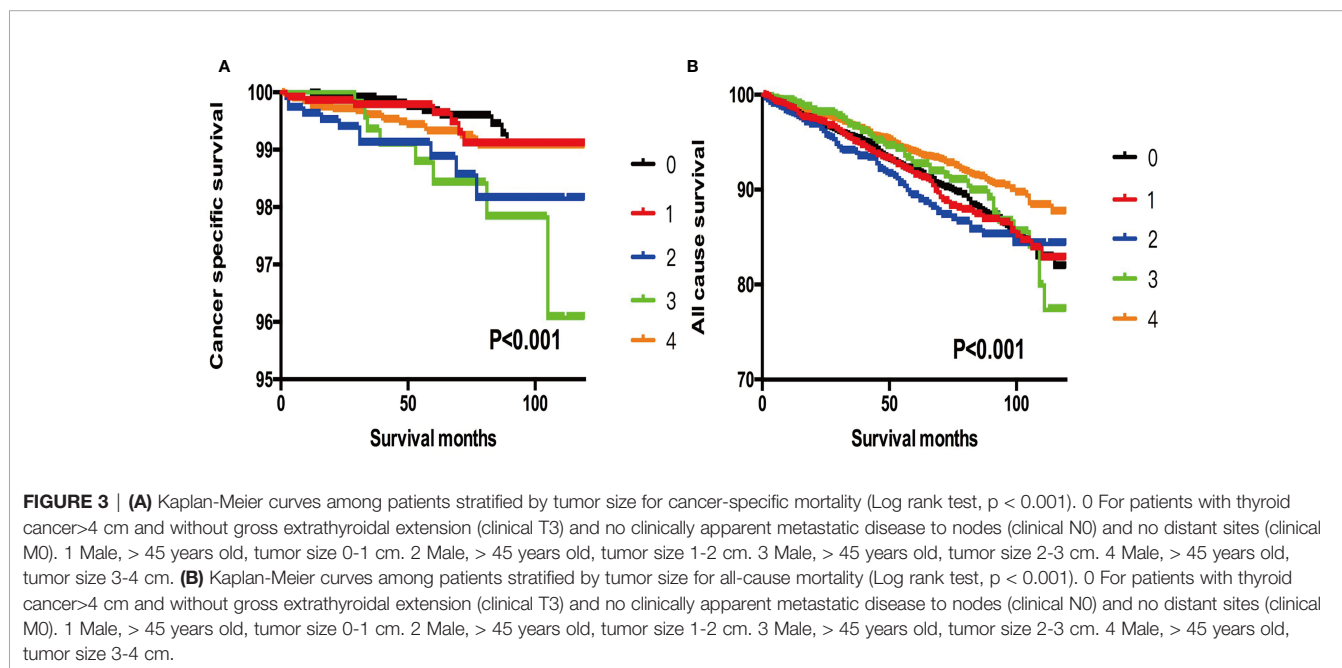 A
B
100
99
98
97
96
95
Cancer specific survival
0
50
100
Survival months
P<0.001
0
1
2
3
4
100
90
80
70
All cause survival
0
50
100
Survival months
P<0.001
0
1
2
3
4
FIGURE 3 | (A) Kaplan-Meier curves among patients stratified by tumor size for cancer-specific mortality (Log rank test, p < 0.001). 0 For patients with thyroid
cancer>4 cm and without gross extrathyroidal extension (clinical T3) and no clinically apparent metastatic disease to nodes (clinical N0) and no distant sites (clinical
M0). 1 Male, > 45 years old, tumor size 0-1 cm. 2 Male, > 45 years old, tumor size 1-2 cm. 3 Male, > 45 years old, tumor size 2-3 cm. 4 Male, > 45 years old,
tumor size 3-4 cm. (B) Kaplan-Meier curves among patients stratified by tumor size for all-cause mortality (Log rank test, p < 0.001). 0 For patients with thyroid
cancer>4 cm and without gross extrathyroidal extension (clinical T3) and no clinically apparent metastatic disease to nodes (clinical N0) and no distant sites (clinical
M0). 1 Male, > 45 years old, tumor size 0-1 cm. 2 Male, > 45 years old, tumor size 1-2 cm. 3 Male, > 45 years old, tumor size 2-3 cm. 4 Male, > 45 years old,
tumor size 3-4 cm.